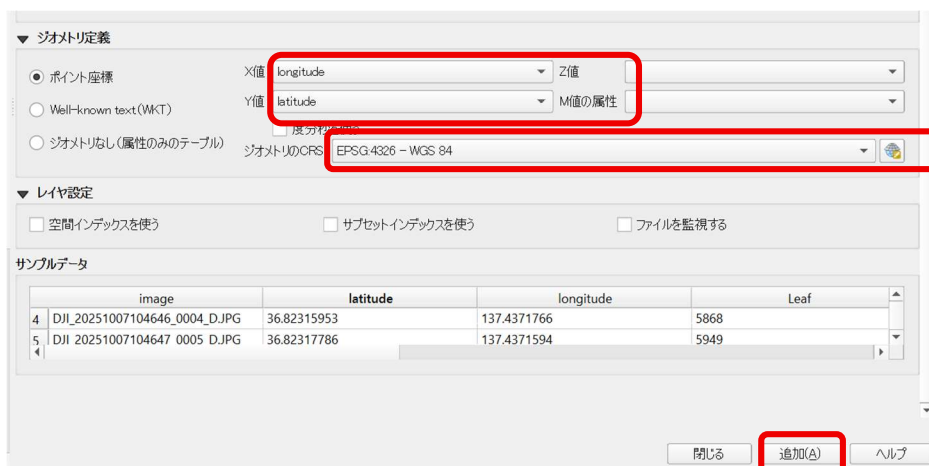 ジオメトリ定義
ポイント座標
X値 longitude
Z値
Well-known text(WKT)
Y値 latitude
M値の属性
度分秒を使う
ジオメトリなし(属性のみのテーブル)
ジオメトリのCRS EPSG:4326 - WGS 84
レイヤ設定
空間インデックスを使う
サブセットインデックスを使う
ファイルを監視する
サンプルデータ
image latitude longitude Leaf
4 DJI_20251007104646_0004_D.JPG 36.82315953 137.4371766 5868
5 DJI_20251007104647_0005_D.JPG 36.82317786 137.4371594 5949
閉じる 追加(A) ヘルプ